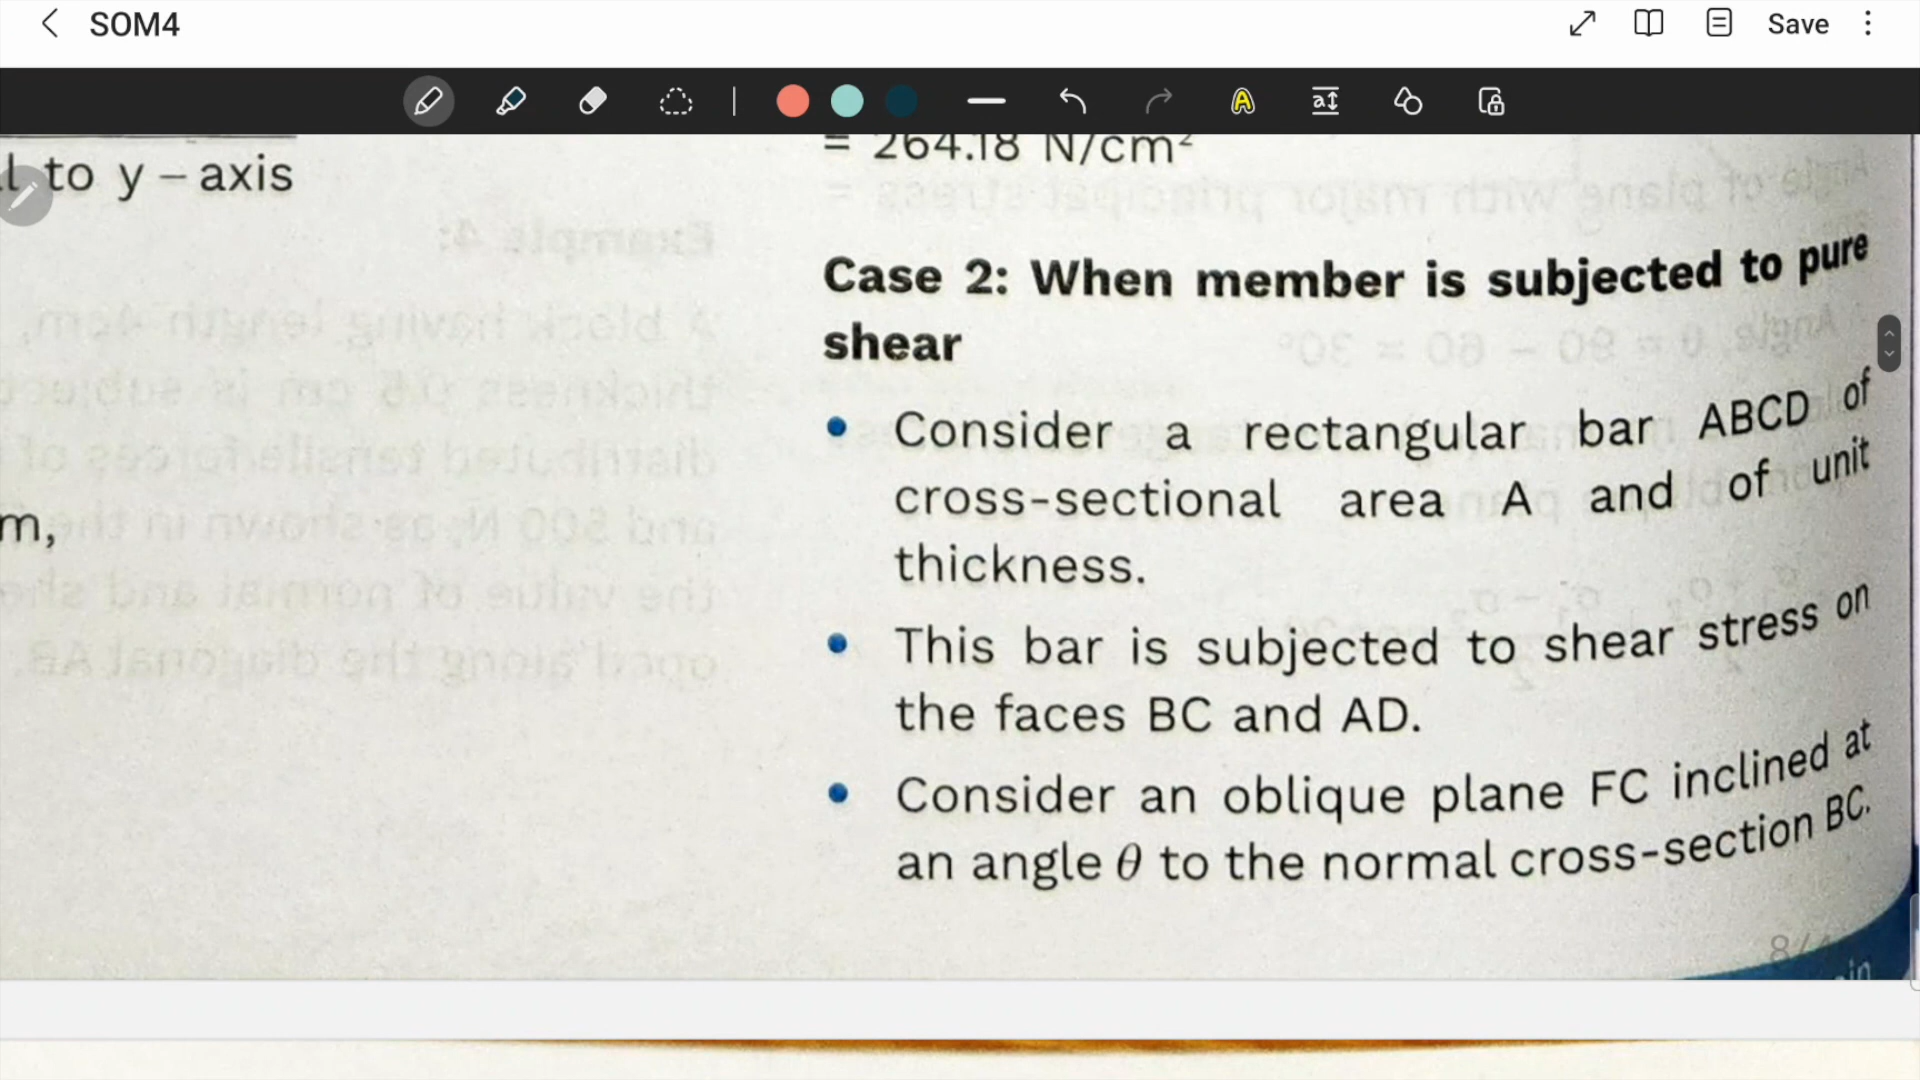 SOM4
Save
l to y – axis
m,
= 264.18 N/cm²
Case 2: When member is subjected to pure
shear
• Consider a rectangular bar ABCD of
cross-sectional area A and of unit
thickness.
• This bar is subjected to shear stress on
the faces BC and AD.
• Consider an oblique plane FC inclined at
an angle θ to the normal cross-section BC.